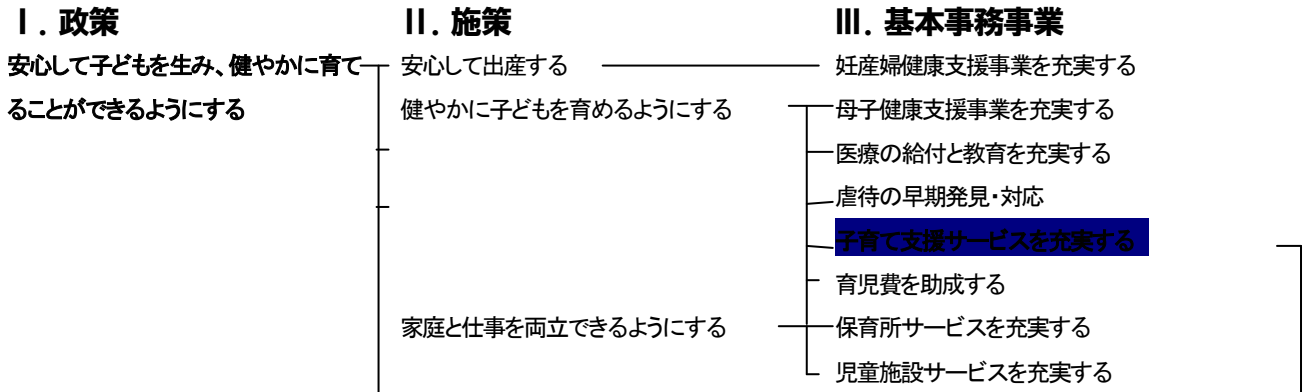 Ⅰ．政策
Ⅱ．施策
Ⅲ．基本事務事業
安心して子どもを生み、健やかに育て
ることができるようにする
安心して出産する
妊産婦健康支援事業を充実する
健やかに子どもを育めるようにする
母子健康支援事業を充実する
医療の給付と教育を充実する
虐待の早期発見・対応
子育て支援サービスを充実する
育児費を助成する
家庭と仕事を両立できるようにする
保育所サービスを充実する
児童施設サービスを充実する